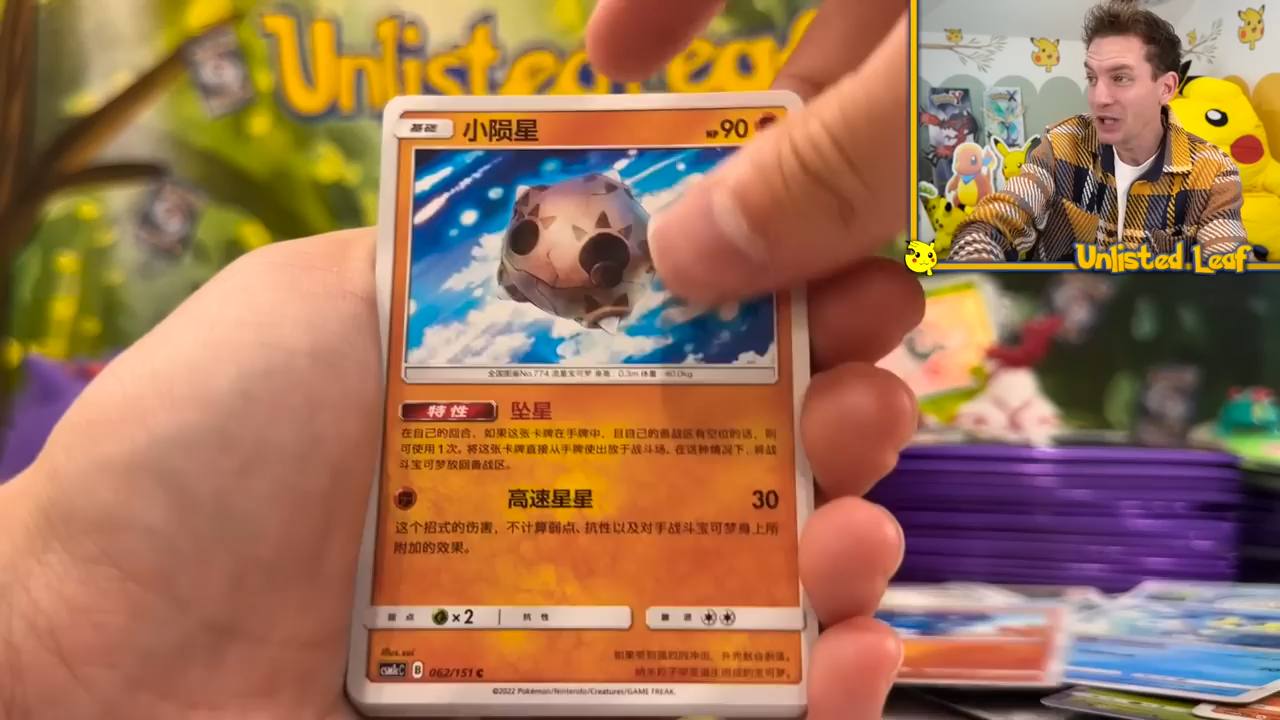 Unlisted Leaf
基础 小陨星 HP 90
全国图鉴No.774 流星宝可梦 身高：0.3m 体重：40.0kg
特性 坠星
在自己的回合，如果这张卡牌在手牌中，且自己的备战区有空位的话，则
可使用1次。将这张卡牌直接从手牌使出放于战斗场。在这种情况下，将战
斗宝可梦放回备战区。
高速星星 30
这个招式的伤害，不计算弱点、抗性以及对手战斗宝可梦身上所
附加的效果。
弱点 ×2 抗性
illus. sui
B 062/151 C
©2022 Pokémon/Nintendo/Creatures/GAME FREAK.
Unlisted Leaf